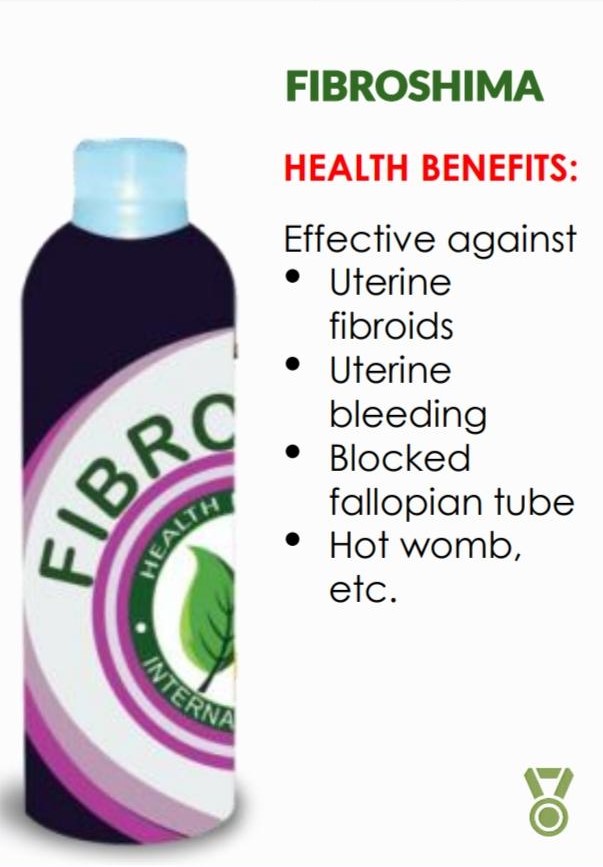 FIBROSHIMA
HEALTH BENEFITS:
Effective against
• Uterine
fibroids
• Uterine
bleeding
• Blocked
fallopian tube
• Hot womb,
etc.
FIBRO
HEALTH
INTERNA